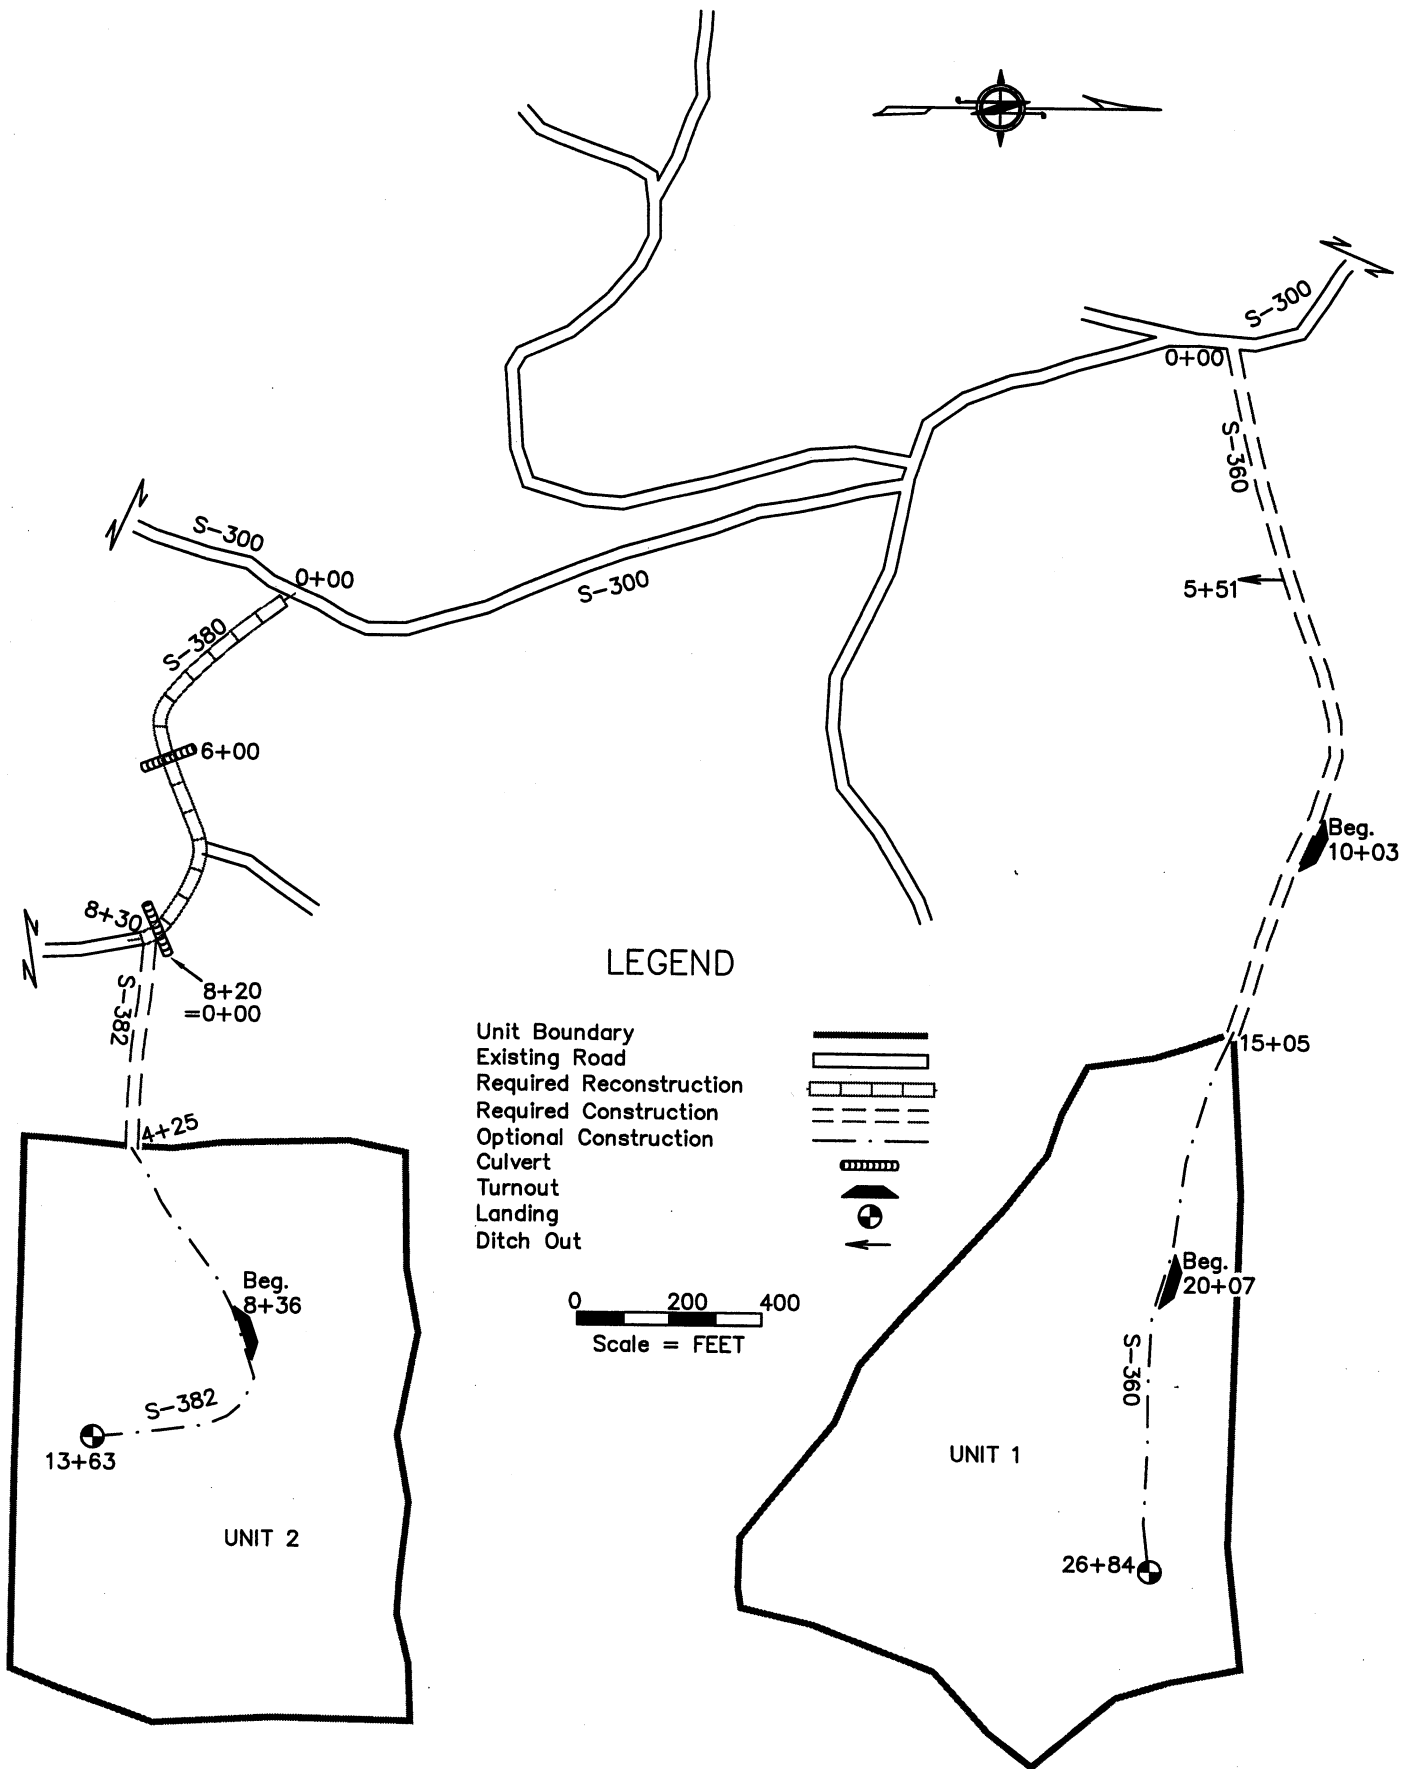 S-300
0+00
S-360
5+51
S-300
0+00
S-300
S-380
6+00
Beg.
10+03
8+30
S-382
8+20
=0+00
LEGEND
Unit Boundary
Existing Road
Required Reconstruction
Required Construction
Optional Construction
Culvert
Turnout
Landing
Ditch Out
15+05
4+25
Beg.
8+36
0 200 400
Scale = FEET
Beg.
20+07
S-360
S-382
13+63
UNIT 1
UNIT 2
26+84